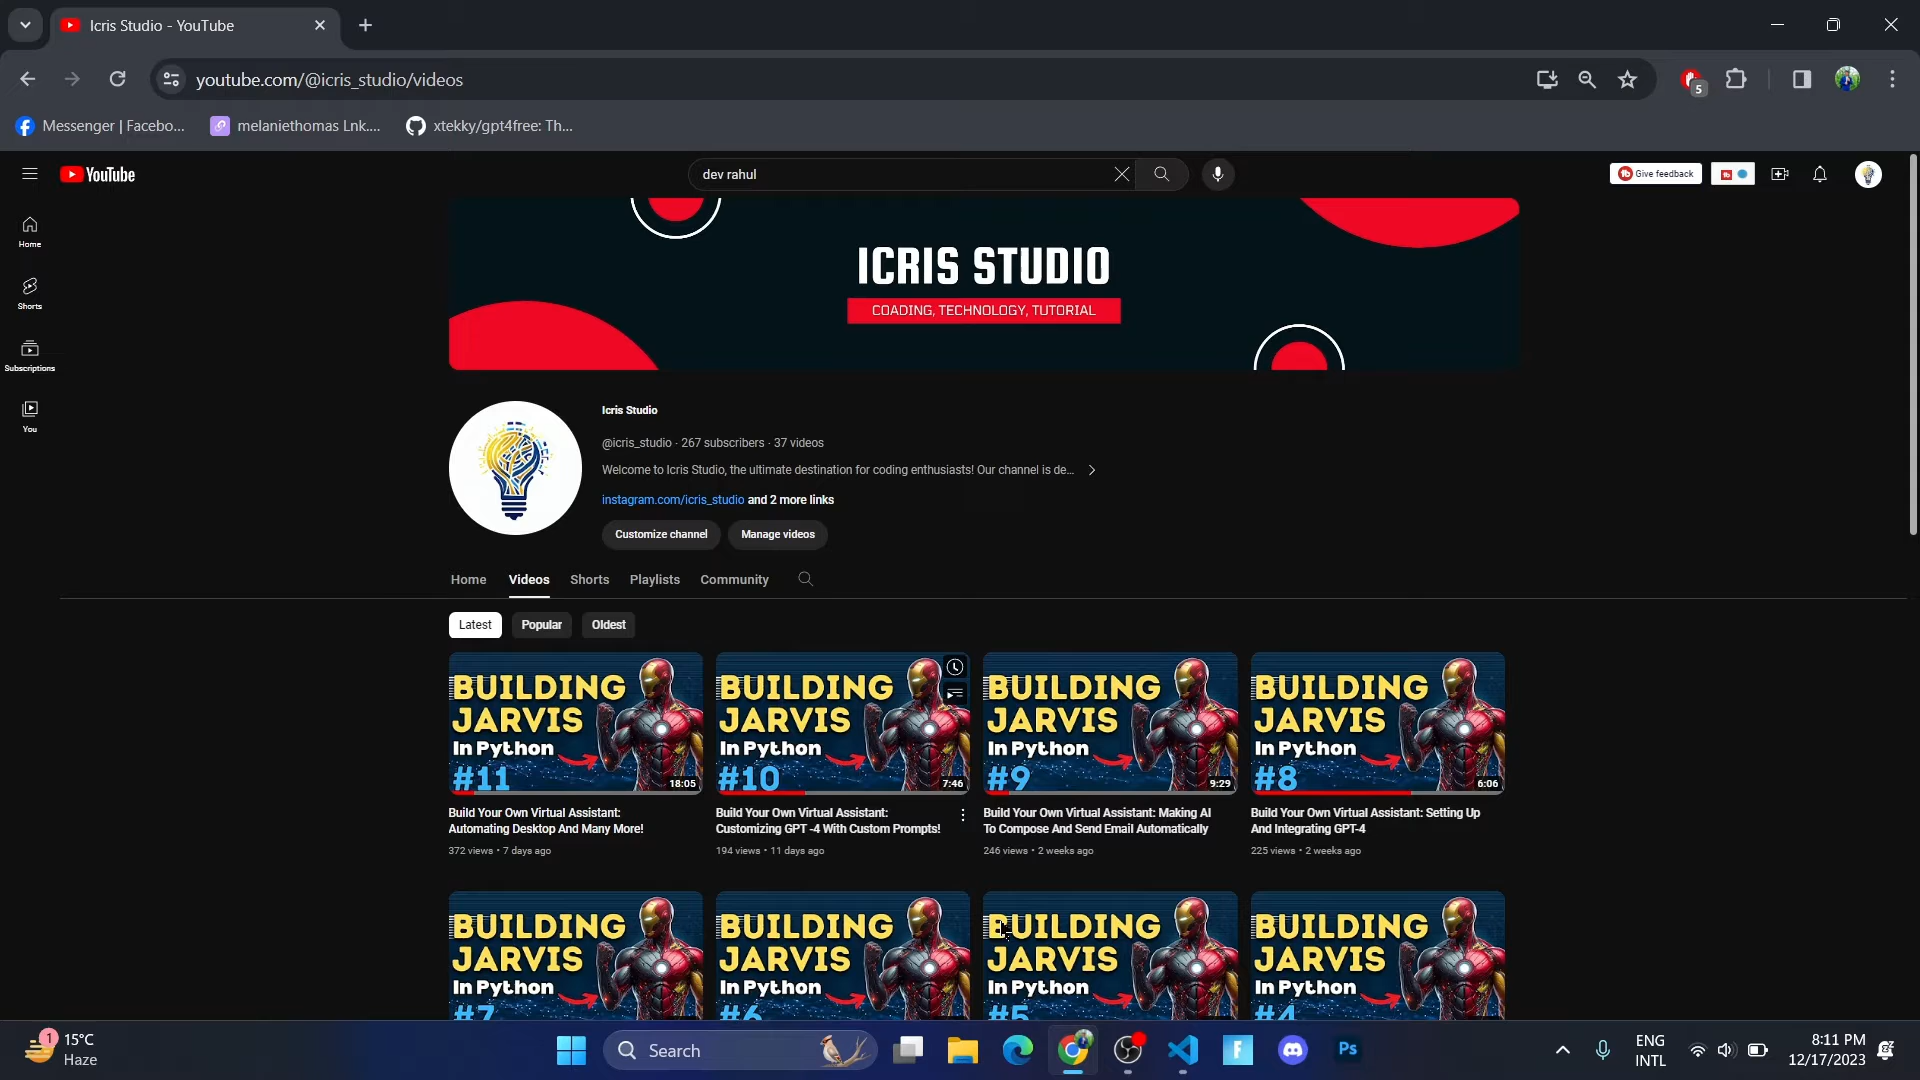 Icris Studio - YouTube
youtube.com/@icris_studio/videos
5
Messenger | Facebo...
melaniethomas Lnk....
xtekky/gpt4free: Th...
YouTube
dev rahul
Give feedback
Home
Shorts
Subscriptions
You
ICRIS STUDIO
COADING, TECHNOLOGY, TUTORIAL
Icris Studio
@icris_studio · 267 subscribers · 37 videos
Welcome to Icris Studio, the ultimate destination for coding enthusiasts! Our channel is de...
instagram.com/icris_studio and 2 more links
Customize channel
Manage videos
Home
Videos
Shorts
Playlists
Community
Latest
Popular
Oldest
BUILDING
JARVIS
In Python
#11
18:05
Build Your Own Virtual Assistant:
Automating Desktop And Many More!
372 views • 7 days ago
BUILDING
JARVIS
In Python
#10
7:46
Build Your Own Virtual Assistant:
Customizing GPT -4 With Custom Prompts!
194 views • 11 days ago
BUILDING
JARVIS
In Python
#9
9:29
Build Your Own Virtual Assistant: Making AI
To Compose And Send Email Automatically
246 views • 2 weeks ago
BUILDING
JARVIS
In Python
#8
6:06
Build Your Own Virtual Assistant: Setting Up
And Integrating GPT-4
225 views • 2 weeks ago
BUILDING
JARVIS
In Python
#7
BUILDING
JARVIS
In Python
#6
BUILDING
JARVIS
In Python
#5
BUILDING
JARVIS
In Python
#4
1
15°C
Haze
Search
F
Ps
ENG
INTL
8:11 PM
12/17/2023